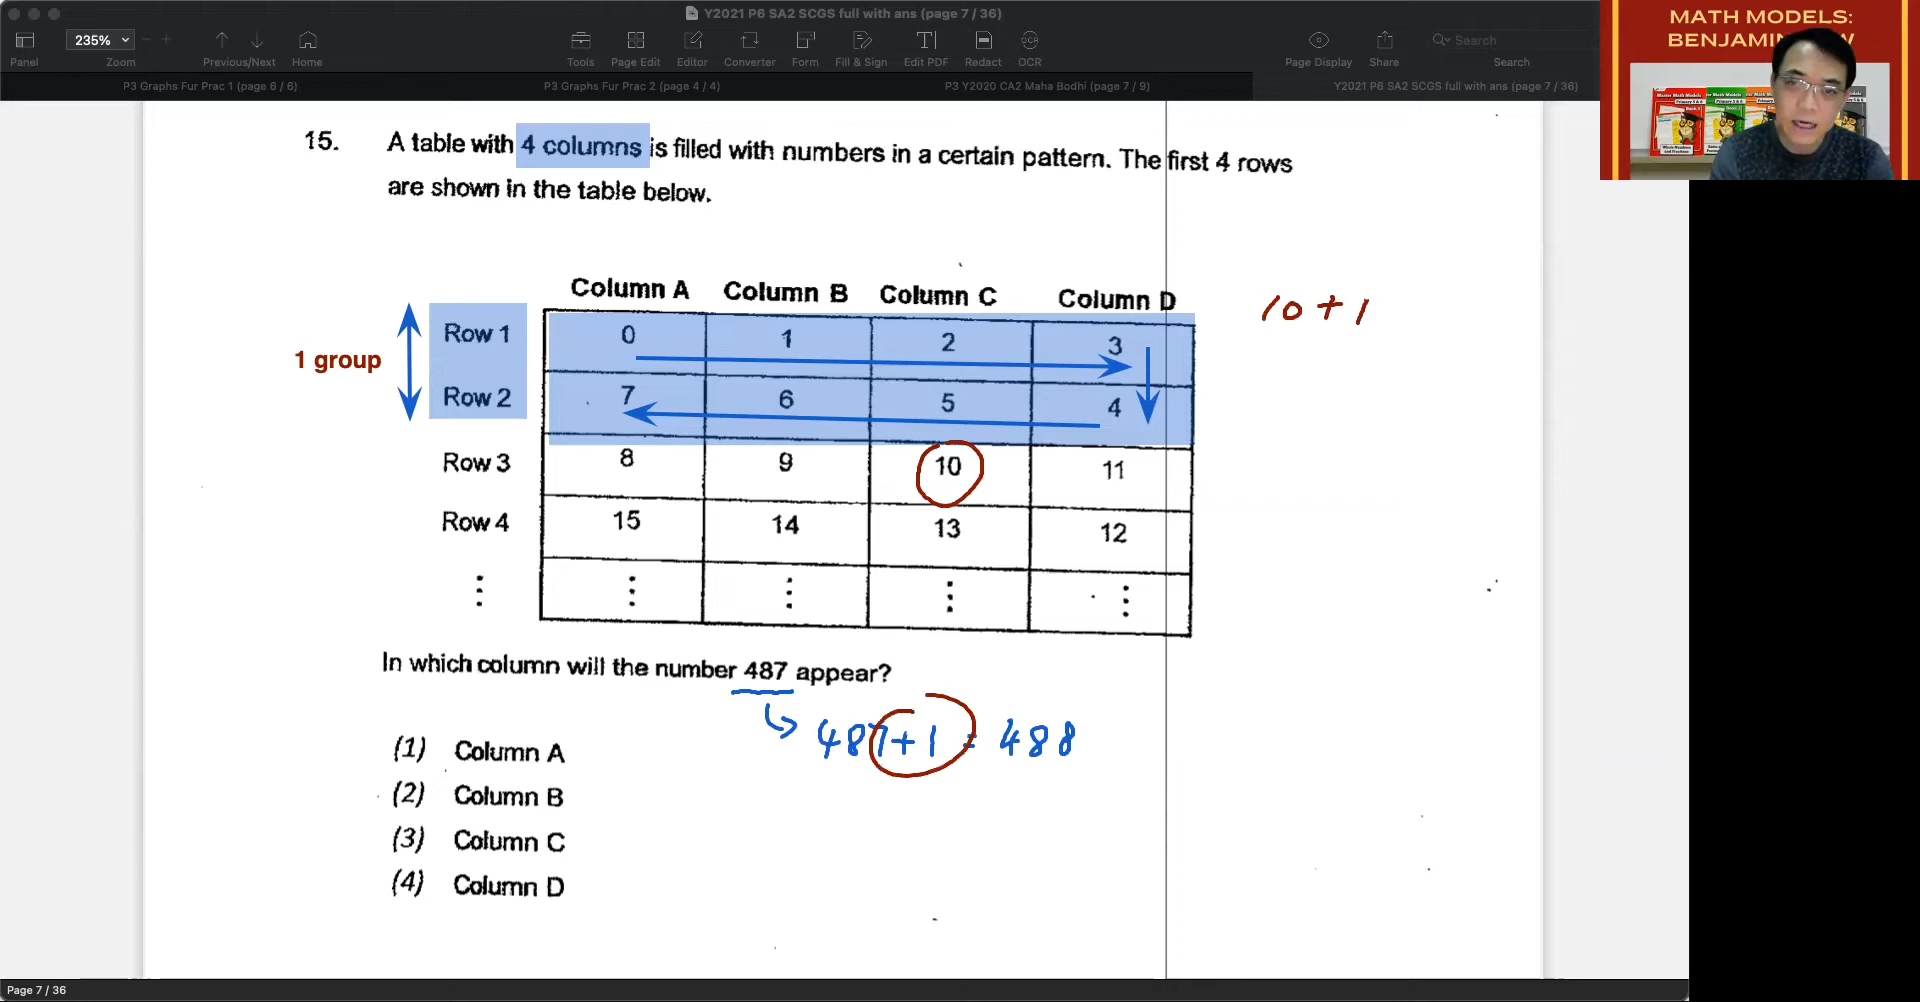 Y2021 P6 SA2 SCGS full with ans (page 7 / 36)
235%
Search
Panel
Zoom
Previous/Next
Home
Tools
Page Edit
Editor
Converter
Form
Fill & Sign
Edit PDF
Redact
OCR
Page Display
Share
Search
P3 Graphs Fur Prac 1 (page 6 / 6)
P3 Graphs Fur Prac 2 (page 4 / 4)
P3 Y2020 CA2 Maha Bodhi (page 7 / 9)
Y2021 P6 SA2 SCGS full with ans (page 7 / 36)
MATH MODELS:
15. A table with 4 columns is filled with numbers in a certain pattern. The first 4 rows
are shown in the table below.
Column A Column B Column C Column D
10 + 1
Row 1 0 1 2 3
1 group
Row 2 7 6 5 4
Row 3 8 9 10 11
Row 4 15 14 13 12
In which column will the number 487 appear?
487 + 1 = 488
(1) Column A
(2) Column B
(3) Column C
(4) Column D
Page 7 / 36